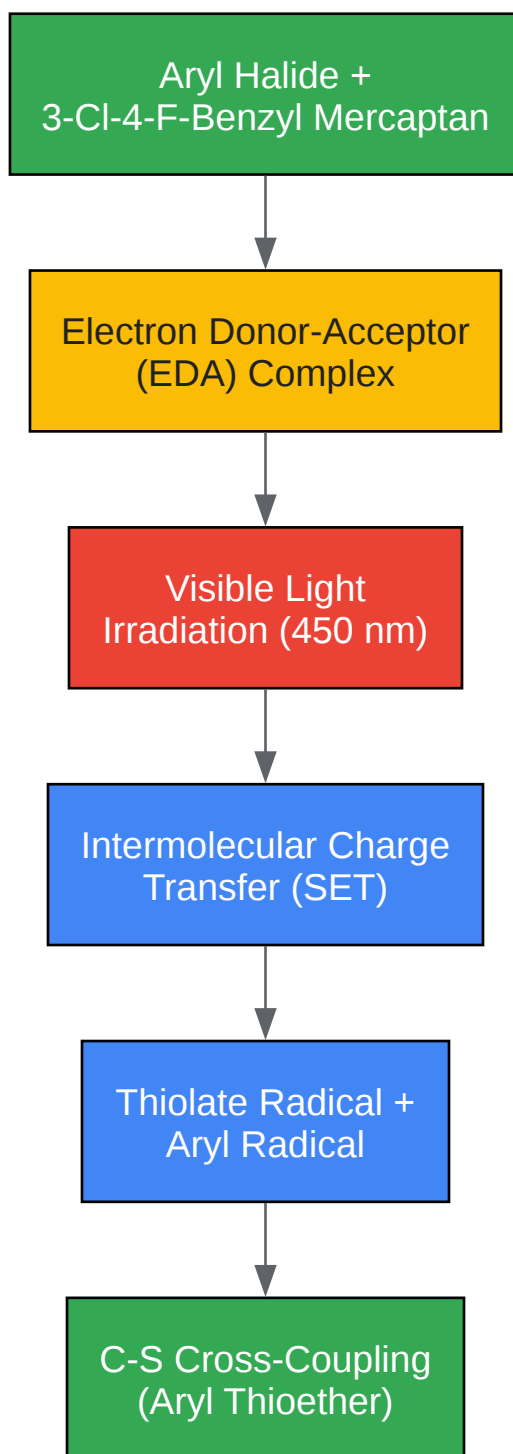 Aryl Halide +
3-Cl-4-F-Benzyl Mercaptan
Electron Donor-Acceptor
(EDA) Complex
Visible Light
Irradiation (450 nm)
Intermolecular Charge
Transfer (SET)
Thiolate Radical +
Aryl Radical
C-S Cross-Coupling
(Aryl Thioether)